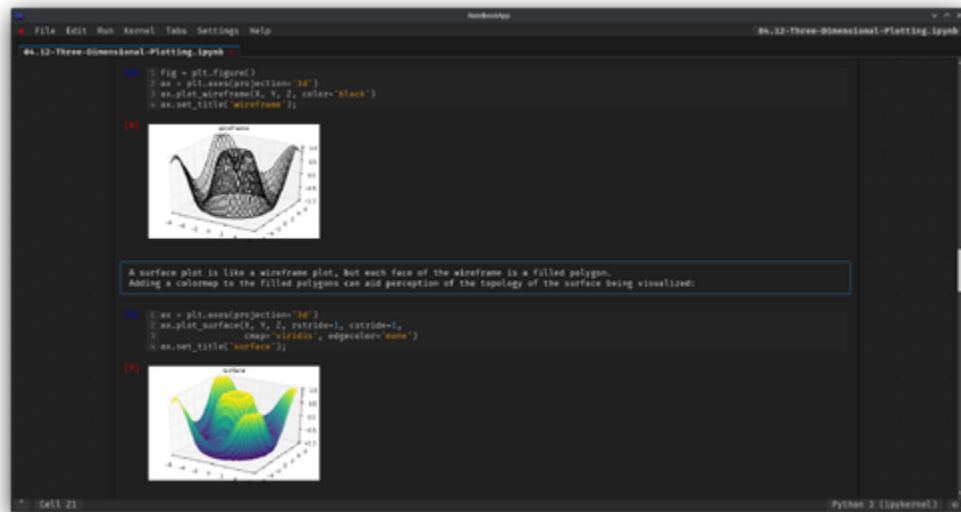 NoteBookApp
File Edit Run Kernel Tabs Settings Help
04.12-Three-Dimensional-Plotting.ipynb
04.12-Three-Dimensional-Plotting.ipynb
1 fig = plt.figure()
2 ax = plt.axes(projection='3d')
3 ax.plot_wireframe(X, Y, Z, color='black')
4 ax.set_title('wireframe');
wireframe
A surface plot is like a wireframe plot, but each face of the wireframe is a filled polygon.
Adding a colormap to the filled polygons can aid perception of the topology of the surface being visualized:
1 ax = plt.axes(projection='3d')
2 ax.plot_surface(X, Y, Z, rstride=1, cstride=1,
3 cmap='viridis', edgecolor='none')
4 ax.set_title('surface');
surface
Cell 21
Python 3 (ipykernel)